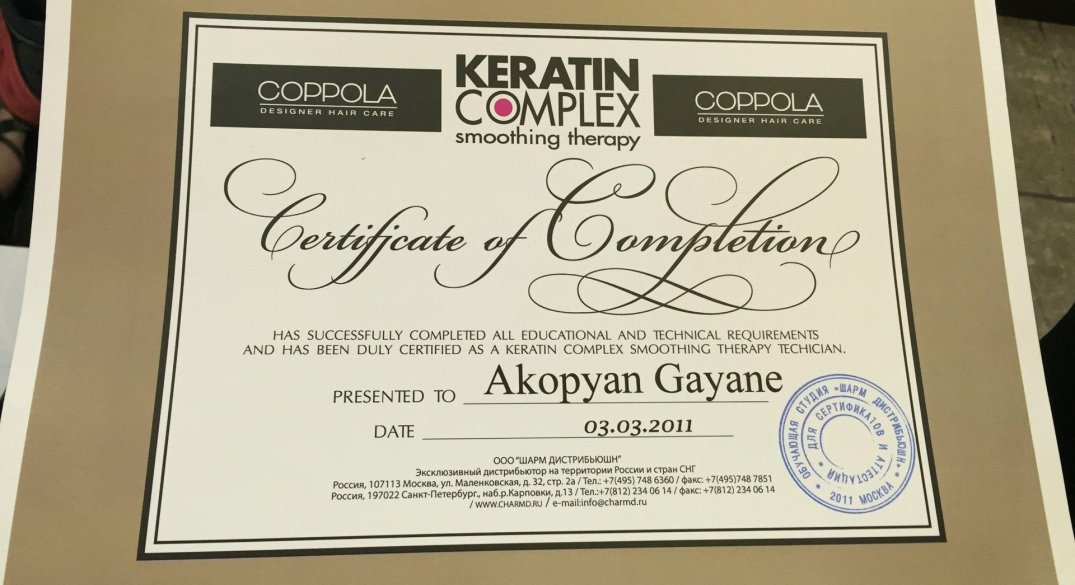 COPPOLA
DESIGNER HAIR CARE
KERATIN
COMPLEX
smoothing therapy
COPPOLA
DESIGNER HAIR CARE
Certificate of Completion
HAS SUCCESSFULLY COMPLETED ALL EDUCATIONAL AND TECHNICAL REQUIREMENTS
AND HAS BEEN DULY CERTIFIED AS A KERATIN COMPLEX SMOOTHING THERAPY TECHICIAN.
PRESENTED TO Akopyan Gayane
DATE 03.03.2011
ООО "ШАРМ ДИСТРИБЬЮШН"
Эксклюзивный дистрибьютор на территории России и стран СНГ
Россия, 107113 Москва, ул. Маленковская, д. 32, стр. 2а / Тел.: +7(495) 748 6360 / факс: +7(495)748 7851
Россия, 197022 Санкт-Петербург, наб.р.Карповки, д.13 / Тел.:+7(812) 234 06 14 / факс: +7(812) 234 06 14
/ WWW.CHARMD.RU / e-mail:info@charmd.ru
ОБУЧАЮЩАЯ СТУДИЯ «ШАРМ ДИСТРИБЬЮШН»
* 2011 МОСКВА *
ДЛЯ СЕРТИФИКАТОВ И АТТЕСТАЦИЙ *